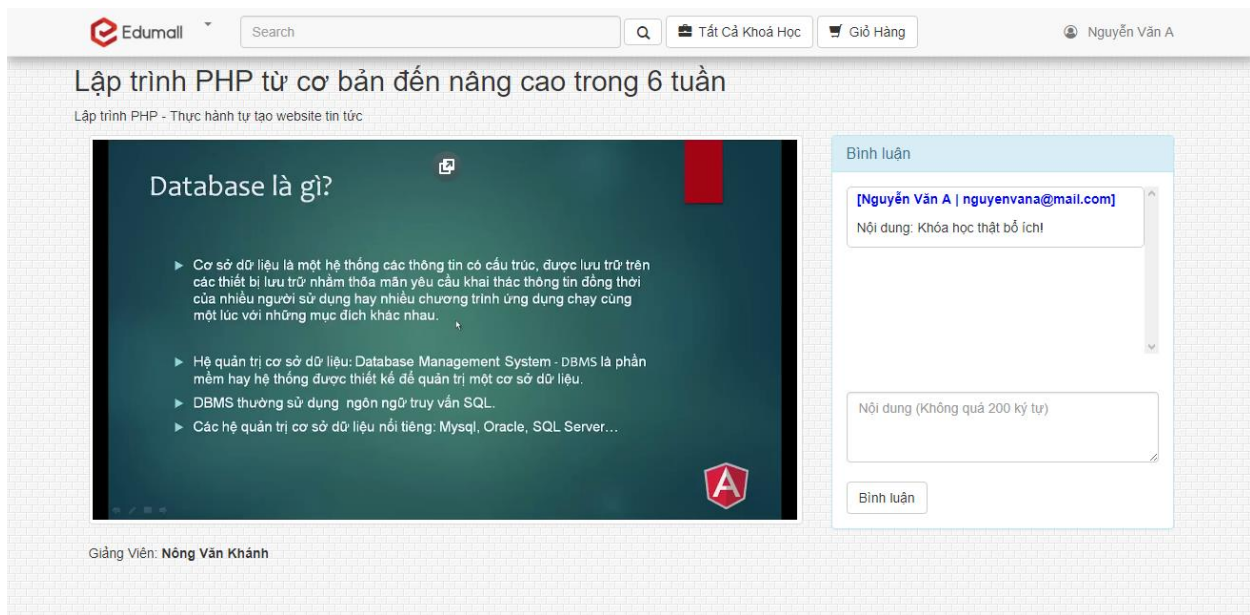 Edumall
Search
Tất Cả Khoá Học
Giỏ Hàng
Nguyễn Văn A
Lập trình PHP từ cơ bản đến nâng cao trong 6 tuần
Lập trình PHP - Thực hành tự tạo website tin tức
Database là gì?
Cơ sở dữ liệu là một hệ thống các thông tin có cấu trúc, được lưu trữ trên
các thiết bị lưu trữ nhằm thõa mãn yêu cầu khai thác thông tin đồng thời
của nhiều người sử dụng hay nhiều chương trình ứng dụng chạy cùng
một lúc với những mục đích khác nhau.
Hệ quản trị cơ sở dữ liệu: Database Management System - DBMS là phần
mềm hay hệ thống được thiết kế để quản trị một cơ sở dữ liệu.
DBMS thường sử dụng ngôn ngữ truy vấn SQL.
Các hệ quản trị cơ sở dữ liệu nổi tiêng: Mysql, Oracle, SQL Server...
A
Bình luận
[Nguyễn Văn A | nguyenvana@mail.com]
Nội dung: Khóa học thật bổ ích!
Nội dung (Không quá 200 ký tự)
Bình luận
Giảng Viên: Nông Văn Khánh